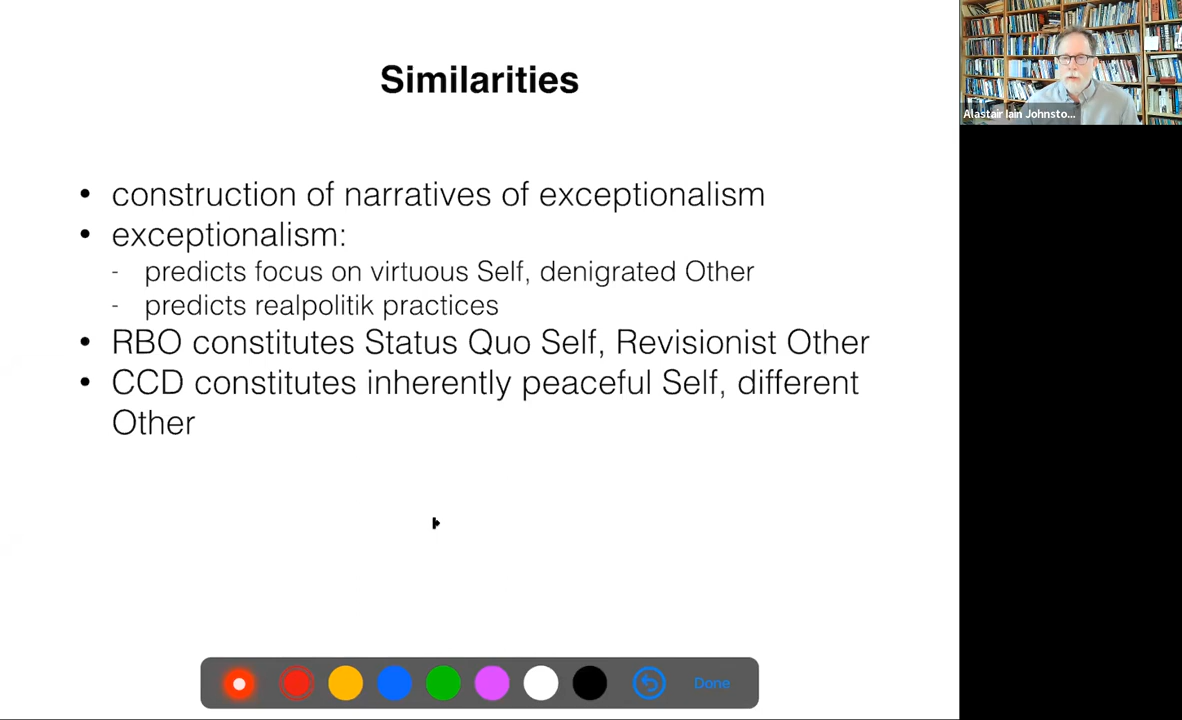 Similarities
• construction of narratives of exceptionalism
• exceptionalism:
- predicts focus on virtuous Self, denigrated Other
- predicts realpolitik practices
• RBO constitutes Status Quo Self, Revisionist Other
• CCD constitutes inherently peaceful Self, different
Other
Alastair Iain Johnsto...
Done